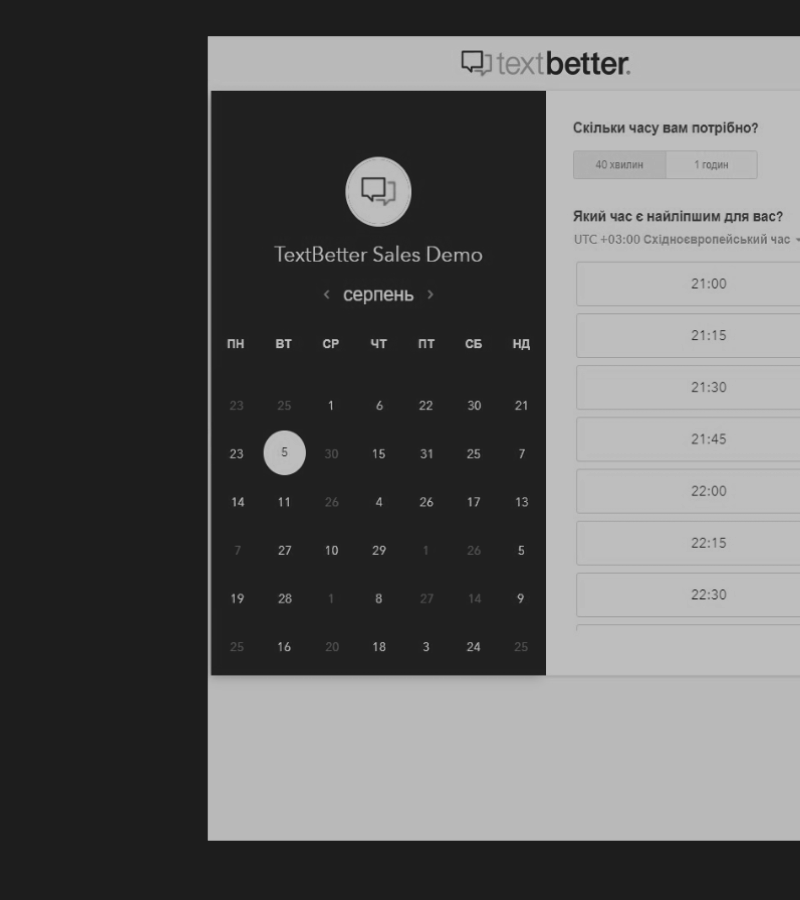 textbetter.
TextBetter Sales Demo
‹ серпень ›
ПН ВТ СР ЧТ ПТ СБ НД
23 25 1 6 22 30 21
23 5 30 15 31 25 7
14 11 26 4 26 17 13
7 27 10 29 1 26 5
19 28 1 8 27 14 9
25 16 20 18 3 24 25
Скільки часу вам потрібно?
40 хвилин 1 годин
Який час є найліпшим для вас?
UTC +03:00 Східноєвропейський час
21:00
21:15
21:30
21:45
22:00
22:15
22:30